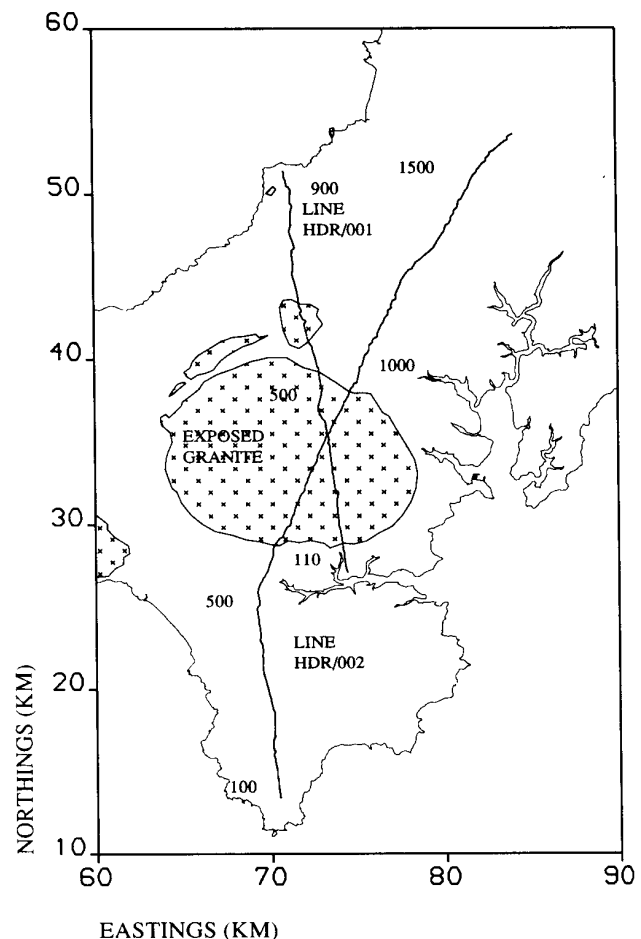 60
50
40
30
20
10
NORTHINGS (KM)
1500
900
LINE
HDR/001
1000
500
EXPOSED
GRANITE
110
500
LINE
HDR/002
100
60
70
80
90
EASTINGS (KM)